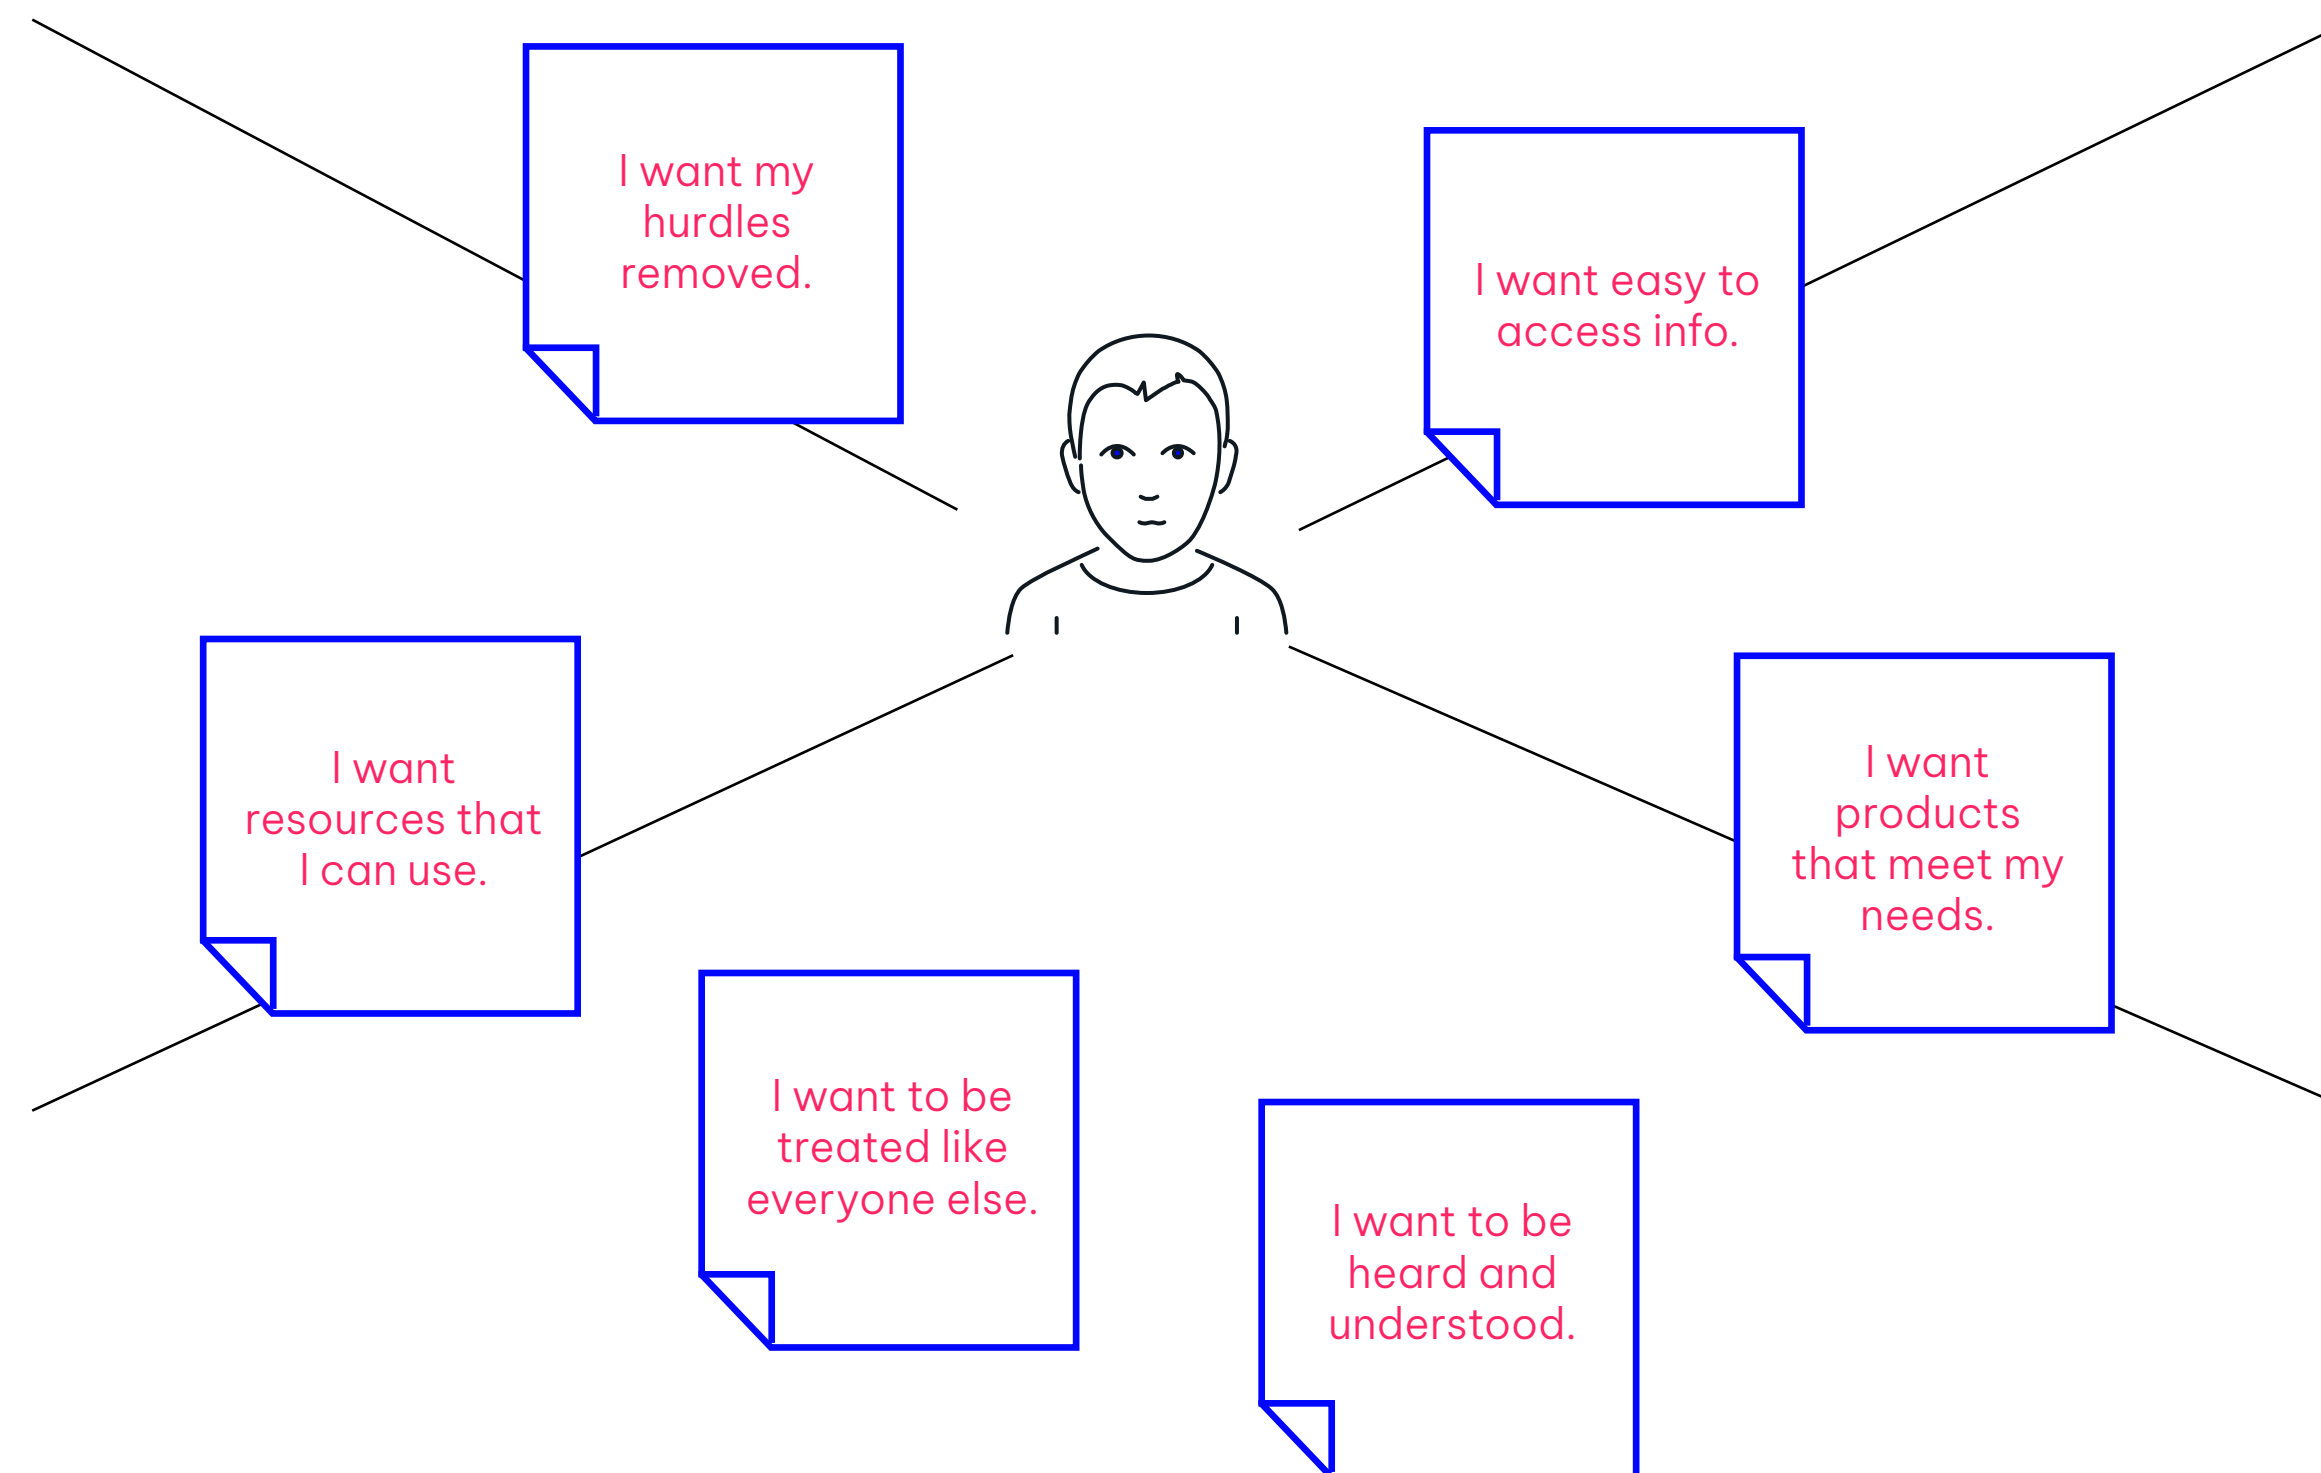 I want my
hurdles
removed.
I want easy to
access info.
I want
resources that
I can use.
I want
products
that meet my
needs.
I want to be
treated like
everyone else.
I want to be
heard and
understood.